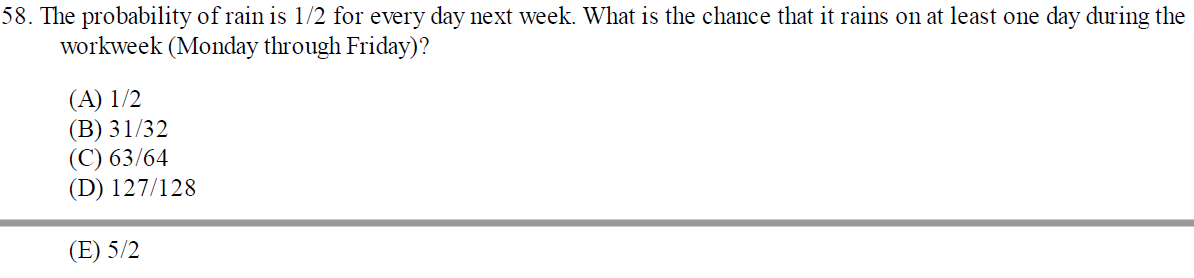 58. The probability of rain is 1/2 for every day next week. What is the chance that it rains on at least one day during the
workweek (Monday through Friday)?
(A) 1/2
(B) 31/32
(C) 63/64
(D) 127/128
(E) 5/2